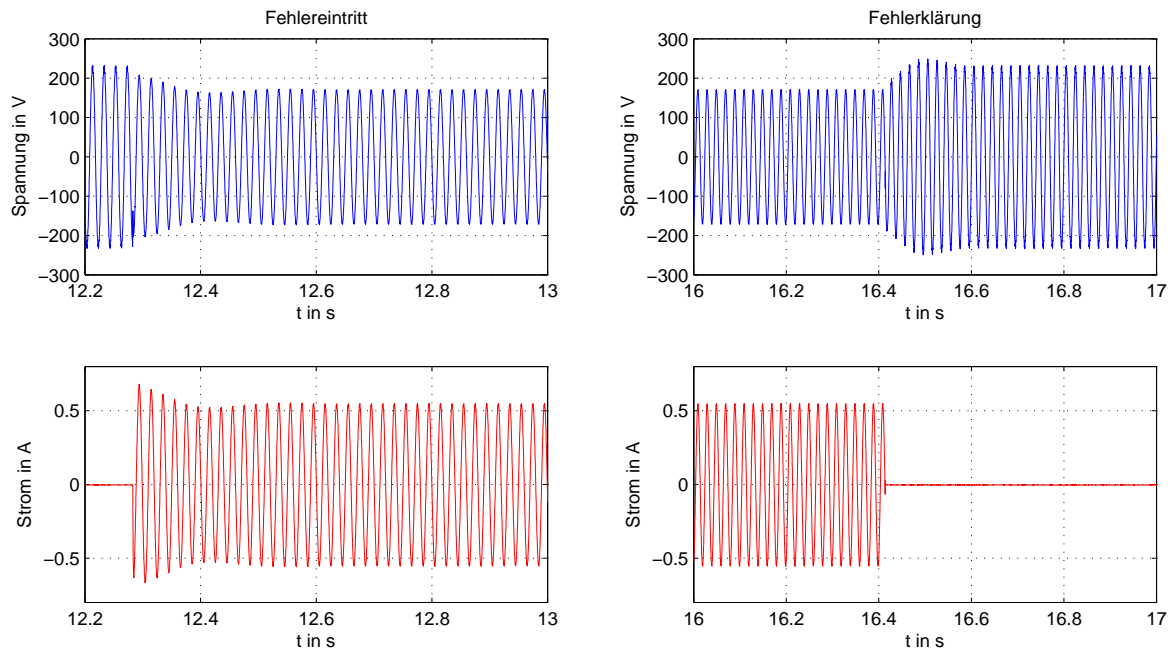 Fehlereintritt
300
200
100
0
−100
−200
−300
Spannung in V
12.2 12.4 12.6 12.8 13
t in s
Fehlerklärung
300
200
100
0
−100
−200
−300
Spannung in V
16 16.2 16.4 16.6 16.8 17
t in s
0.5
0
−0.5
Strom in A
12.2 12.4 12.6 12.8 13
t in s
0.5
0
−0.5
Strom in A
16 16.2 16.4 16.6 16.8 17
t in s